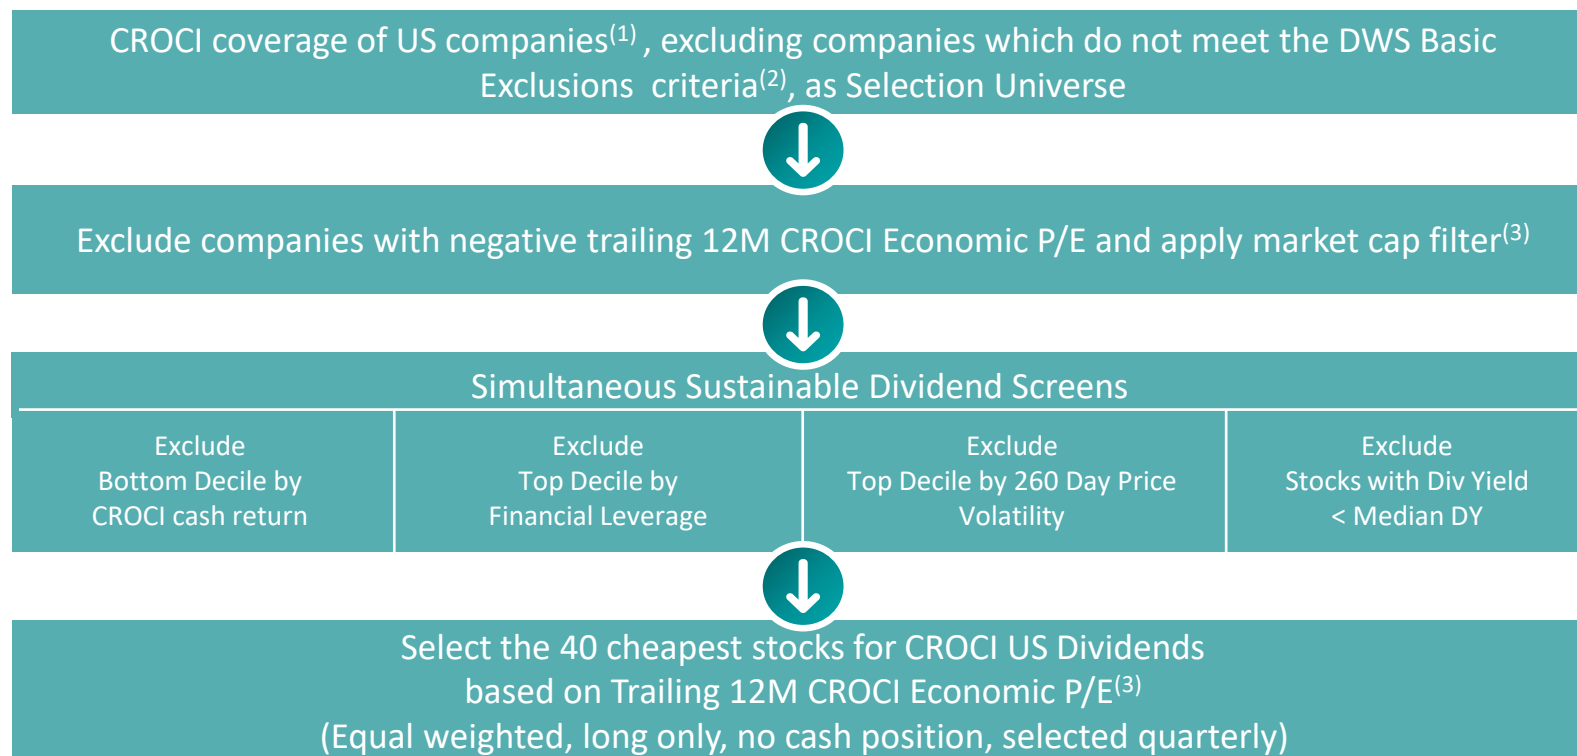 CROCI coverage of US companies(1) , excluding companies which do not meet the DWS Basic
Exclusions criteria(2), as Selection Universe
Exclude companies with negative trailing 12M CROCI Economic P/E and apply market cap filter(3)
Simultaneous Sustainable Dividend Screens
Exclude
Bottom Decile by
CROCI cash return
Exclude
Top Decile by
Financial Leverage
Exclude
Top Decile by 260 Day Price
Volatility
Exclude
Stocks with Div Yield
< Median DY
Select the 40 cheapest stocks for CROCI US Dividends
based on Trailing 12M CROCI Economic P/E(3)
(Equal weighted, long only, no cash position, selected quarterly)